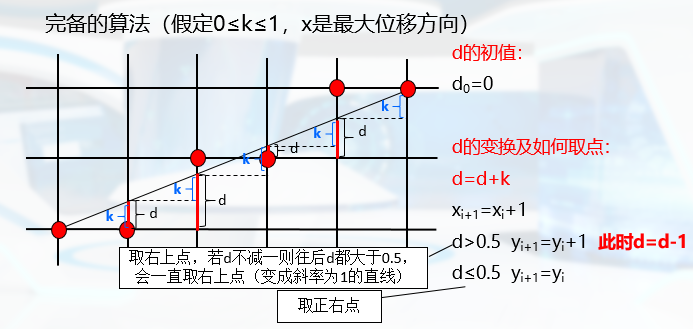 完备的算法（假定0≤k≤1，x是最大位移方向）
d的初值：
d₀=0
k
k
d
k
d
k
d
k
d
k
d的变换及如何取点：
d=d+k
xᵢ₊₁=xᵢ+1
d>0.5 yᵢ₊₁=yᵢ+1 此时d=d-1
d≤0.5 yᵢ₊₁=yᵢ
取右上点，若d不减一则往后d都大于0.5，
会一直取右上点（变成斜率为1的直线）
取正右点